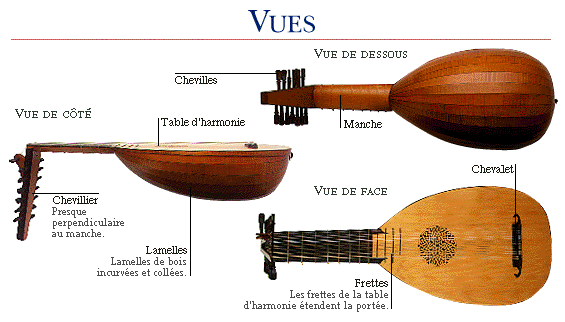 VUES
VUE DE DESSOUS
Chevilles
Manche
VUE DE CÔTÉ
Table d'harmonie
Chevillier
Presque
perpendiculaire
au manche.
Lamelles
Lamelles de bois
incurvées et collées.
VUE DE FACE
Chevalet
Frettes
Les frettes de la table
d'harmonie étendent la portée.